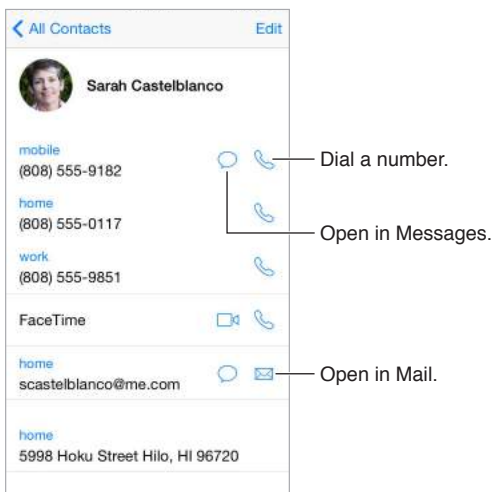 All Contacts Edit
Sarah Castelblanco
mobile
(808) 555-9182
Dial a number.
home
(808) 555-0117
Open in Messages.
work
(808) 555-9851
FaceTime
home
scastelblanco@me.com
Open in Mail.
home
5998 Hoku Street Hilo, HI 96720